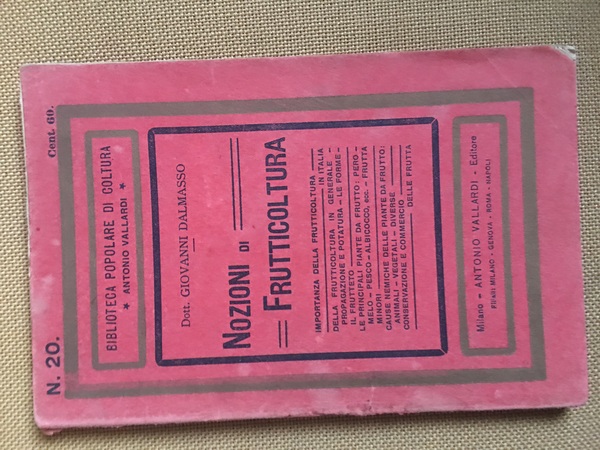 N. 20.
Cent. 60.
BIBLIOTECA POPOLARE DI COLTURA
★ ANTONIO VALLARDI ★
Dott. GIOVANNI DALMASSO
NOZIONI DI
FRUTTICOLTURA
IMPORTANZA DELLA FRUTTICOLTURA
IN ITALIA
DELLA FRUTTICOLTURA IN GENERALE -
PROPAGAZIONE E POTATURA - LE FORME -
IL FRUTTETO
LE PRINCIPALI PIANTE DA FRUTTO: PERO -
MELO - PESCO - ALBICOCCO, ecc. - FRUTTA
MINORI
CAUSE NEMICHE DELLE PIANTE DA FRUTTO:
ANIMALI - VEGETALI - DIVERSE
CONSERVAZIONE E COMMERCIO
DELLE FRUTTA
Milano - ANTONIO VALLARDI - Editore
FILIALI MILANO - GENOVA - ROMA - NAPOLI